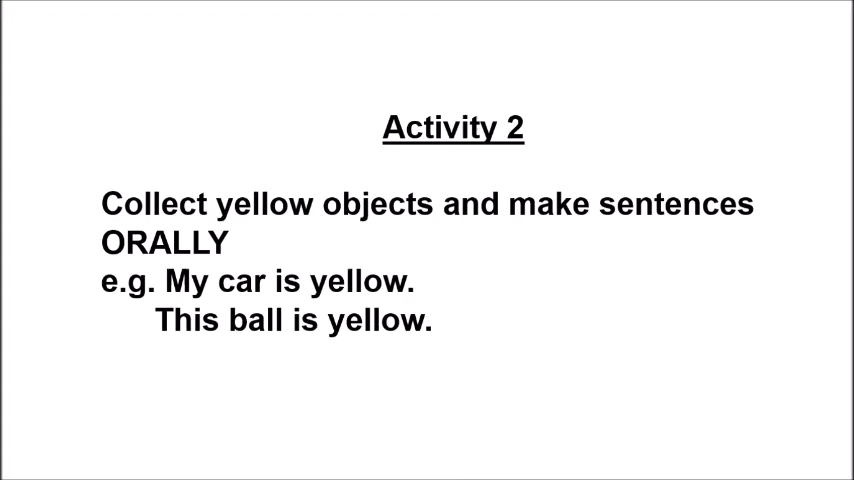 Activity 2
Collect yellow objects and make sentences
ORALLY
e.g. My car is yellow.
This ball is yellow.